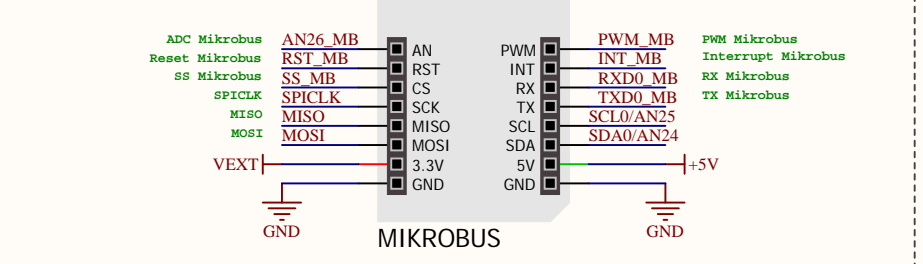 ADC Mikrobus AN26_MB AN PWM PWM_MB PWM Mikrobus
Reset Mikrobus RST_MB RST INT INT_MB Interrupt Mikrobus
SS Mikrobus SS_MB CS RX RXD0_MB RX Mikrobus
SPICLK SPICLK SCK TX TXD0_MB TX Mikrobus
MISO MISO MISO SCL SCL0/AN25
MOSI MOSI MOSI SDA SDA0/AN24
VEXT 3.3V 5V +5V
GND GND
GND GND
MIKROBUS